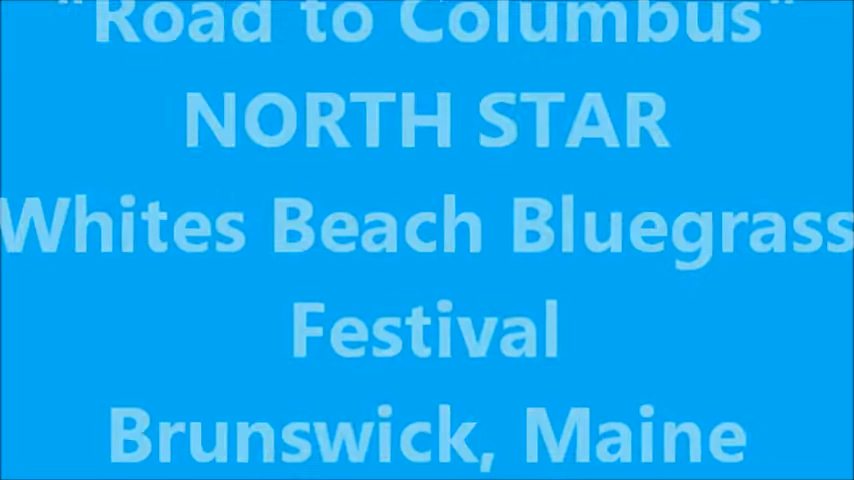 "Road to Columbus"
NORTH STAR
Whites Beach Bluegrass
Festival
Brunswick, Maine